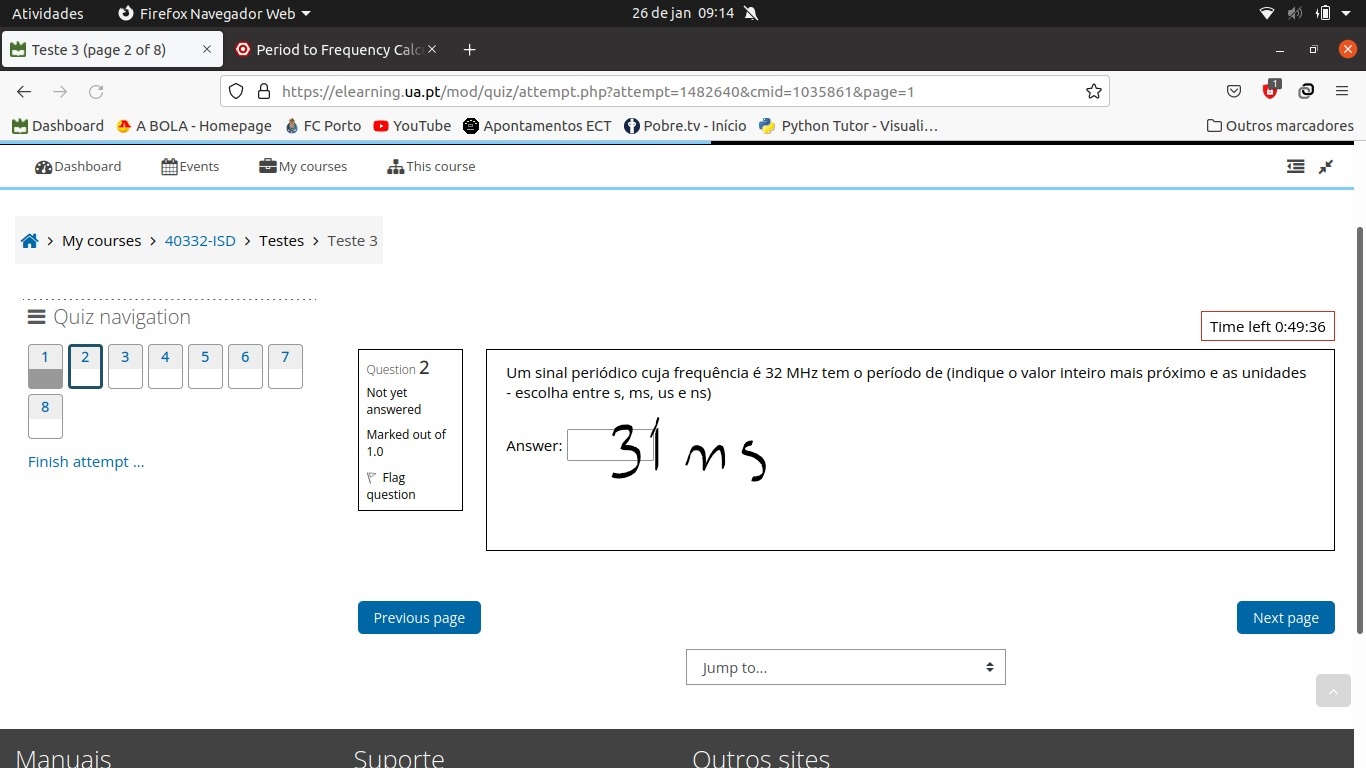 Atividades Firefox Navegador Web 26 de jan 09:14
Teste 3 (page 2 of 8) × Period to Frequency Calc × +
https://elearning.ua.pt/mod/quiz/attempt.php?attempt=1482640&cmid=1035861&page=1 1
Dashboard A BOLA - Homepage FC Porto YouTube Apontamentos ECT Pobre.tv - Início Python Tutor - Visuali… Outros marcadores
Dashboard Events My courses This course
My courses > 40332-ISD > Testes > Teste 3
Quiz navigation
1 2 3 4 5 6 7
8
Finish attempt ...
Time left 0:49:36
Question 2
Not yet
answered
Marked out of
1.0
Flag
question
Um sinal periódico cuja frequência é 32 MHz tem o período de (indique o valor inteiro mais próximo e as unidades
- escolha entre s, ms, us e ns)
Answer: 31 ns
Previous page Next page
Jump to...
Manuais Suporte Outros sites